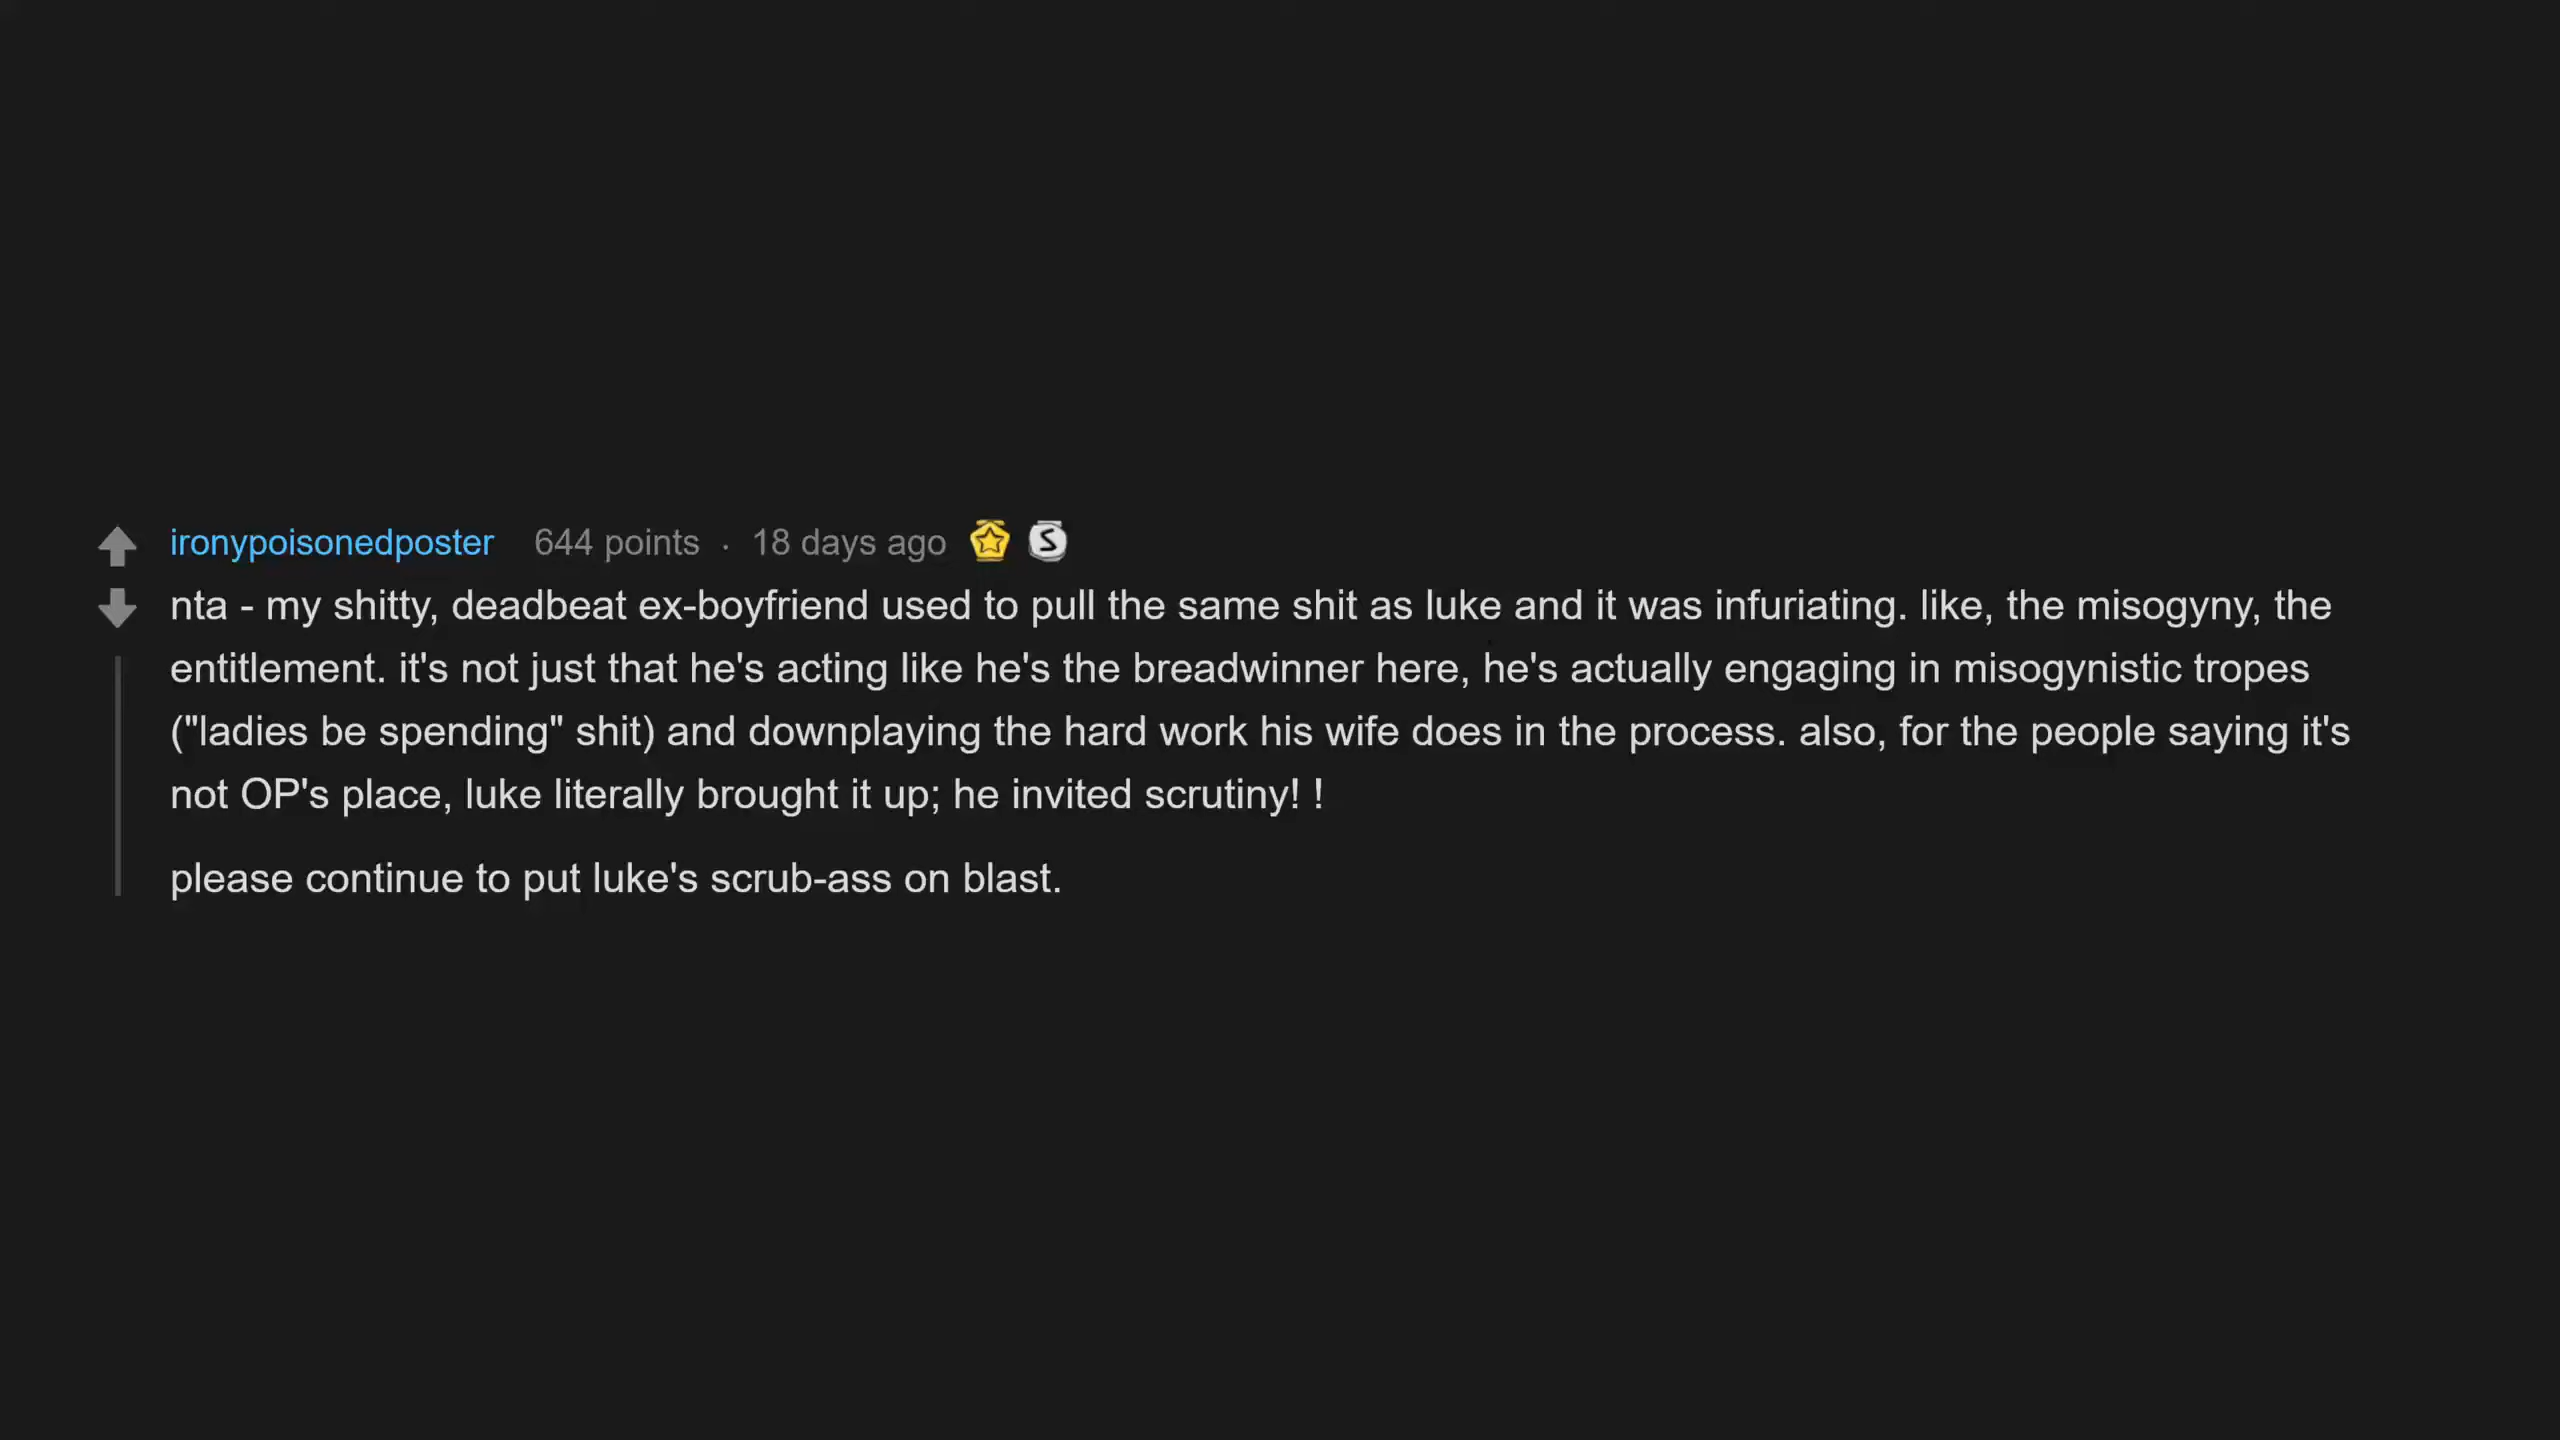 ironypoisonedposter 644 points · 18 days ago S
nta - my shitty, deadbeat ex-boyfriend used to pull the same shit as luke and it was infuriating. like, the misogyny, the
entitlement. it's not just that he's acting like he's the breadwinner here, he's actually engaging in misogynistic tropes
("ladies be spending" shit) and downplaying the hard work his wife does in the process. also, for the people saying it's
not OP's place, luke literally brought it up; he invited scrutiny! !
please continue to put luke's scrub-ass on blast.